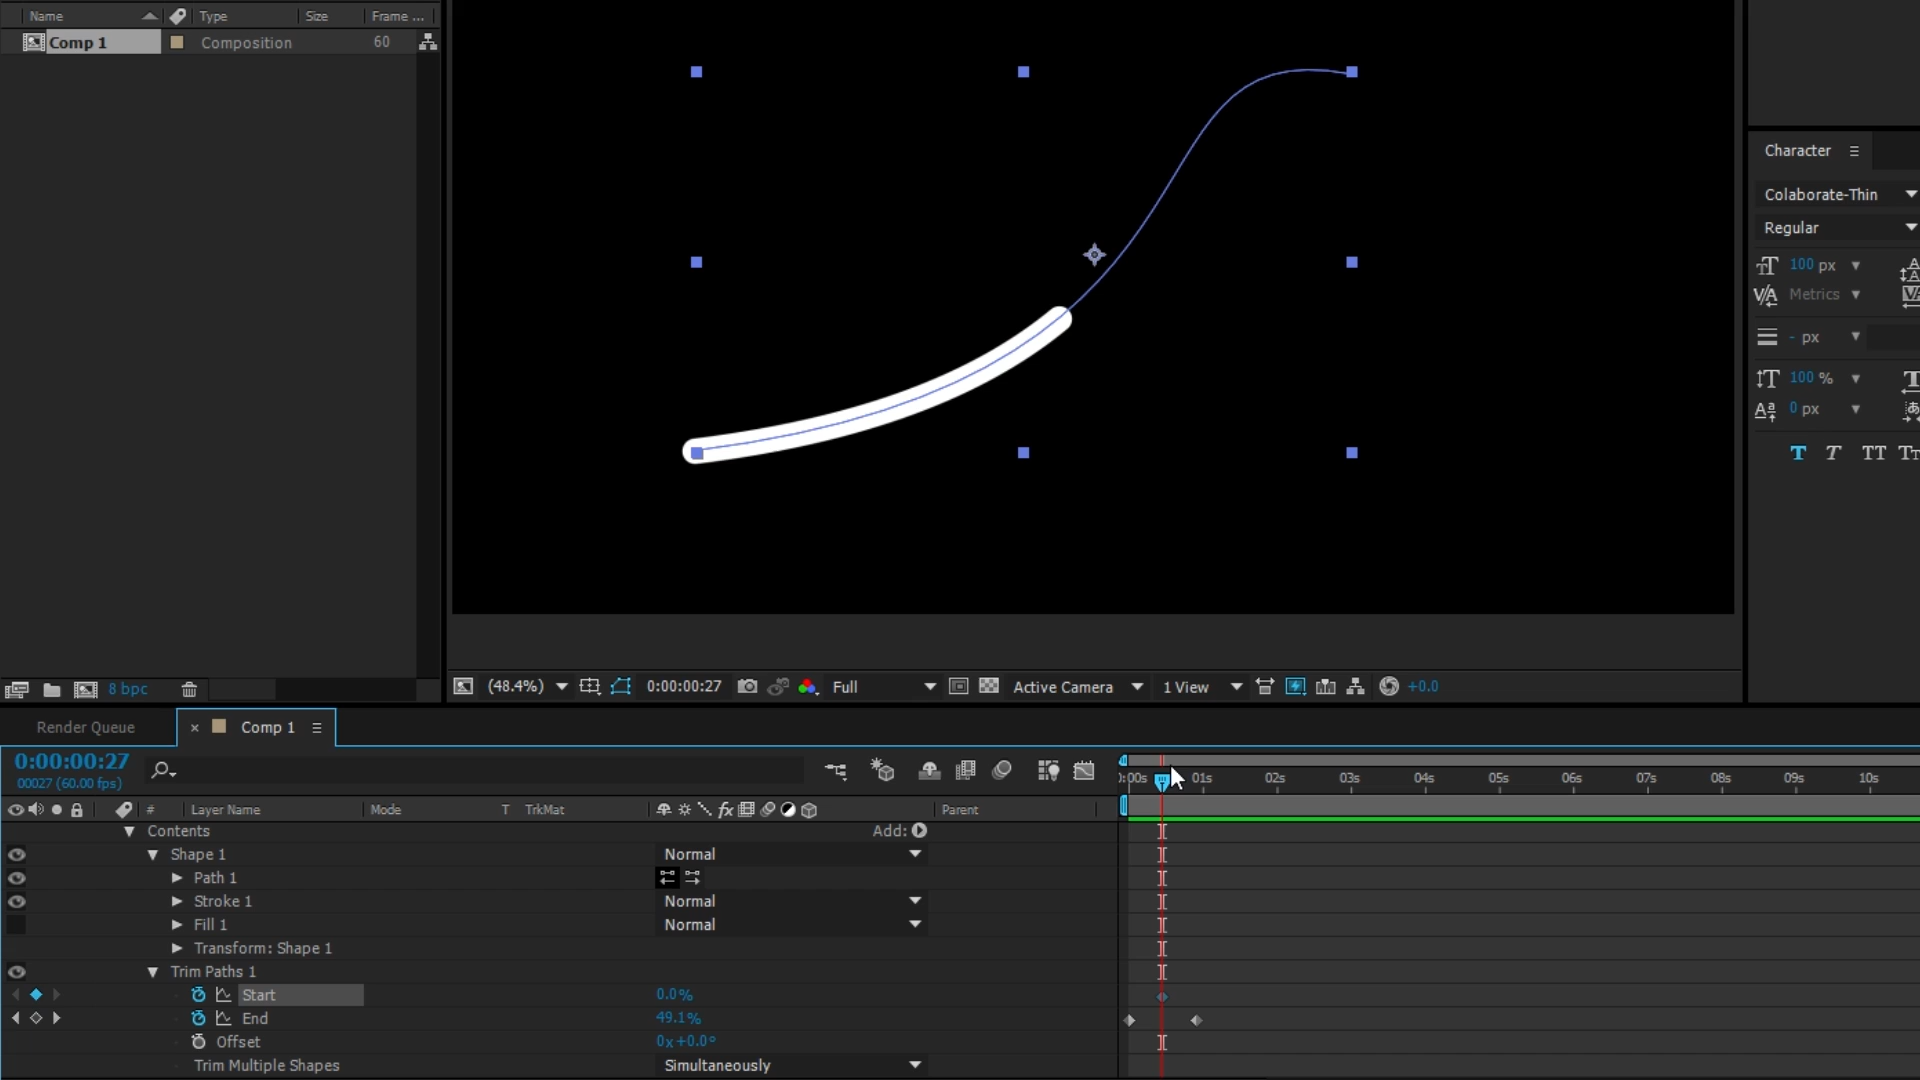 Name Type Size Frame ...
Comp 1 Composition 60
Character
Colaborate-Thin
Regular
100 px
Metrics
- px
100 %
0 px
T T TT
8 bpc
(48.4%) 0:00:00:27 Full Active Camera 1 View +0.0
Render Queue × Comp 1
0:00:00:27
00027 (60.00 fps)
:00s 01s 02s 03s 04s 05s 06s 07s 08s 09s 10s
# Layer Name Mode T TrkMat Parent
Contents Add:
Shape 1 Normal
Path 1
Stroke 1 Normal
Fill 1 Normal
Transform: Shape 1
Trim Paths 1
Start 0.0%
End 49.1%
Offset 0x+0.0°
Trim Multiple Shapes Simultaneously